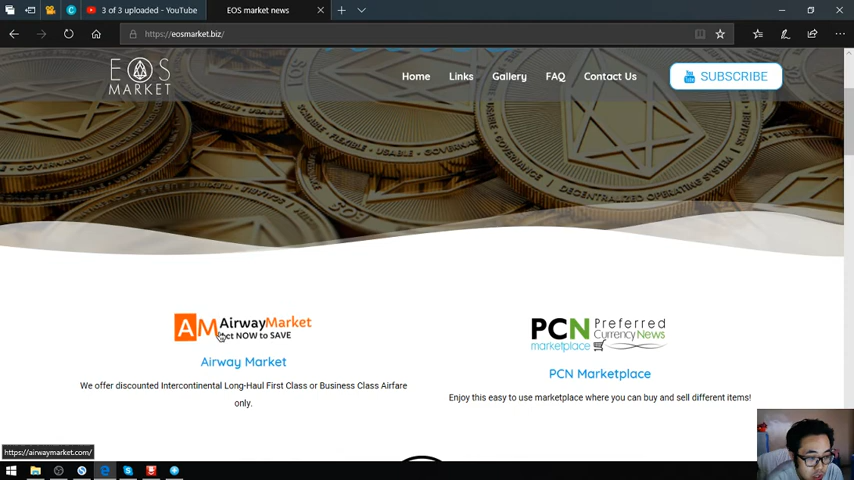 3 of 3 uploaded - YouTube
EOS market news
https://eosmarket.biz/
EOS
MARKET
Home
Links
Gallery
FAQ
Contact Us
You Tube
SUBSCRIBE
AM AirwayMarket
ct NOW to SAVE
Airway Market
We offer discounted Intercontinental Long-Haul First Class or Business Class Airfare
only.
PCN Preferred
Currency News
marketplace
PCN Marketplace
Enjoy this easy to use marketplace where you can buy and sell different items!
https://airwaymarket.com/